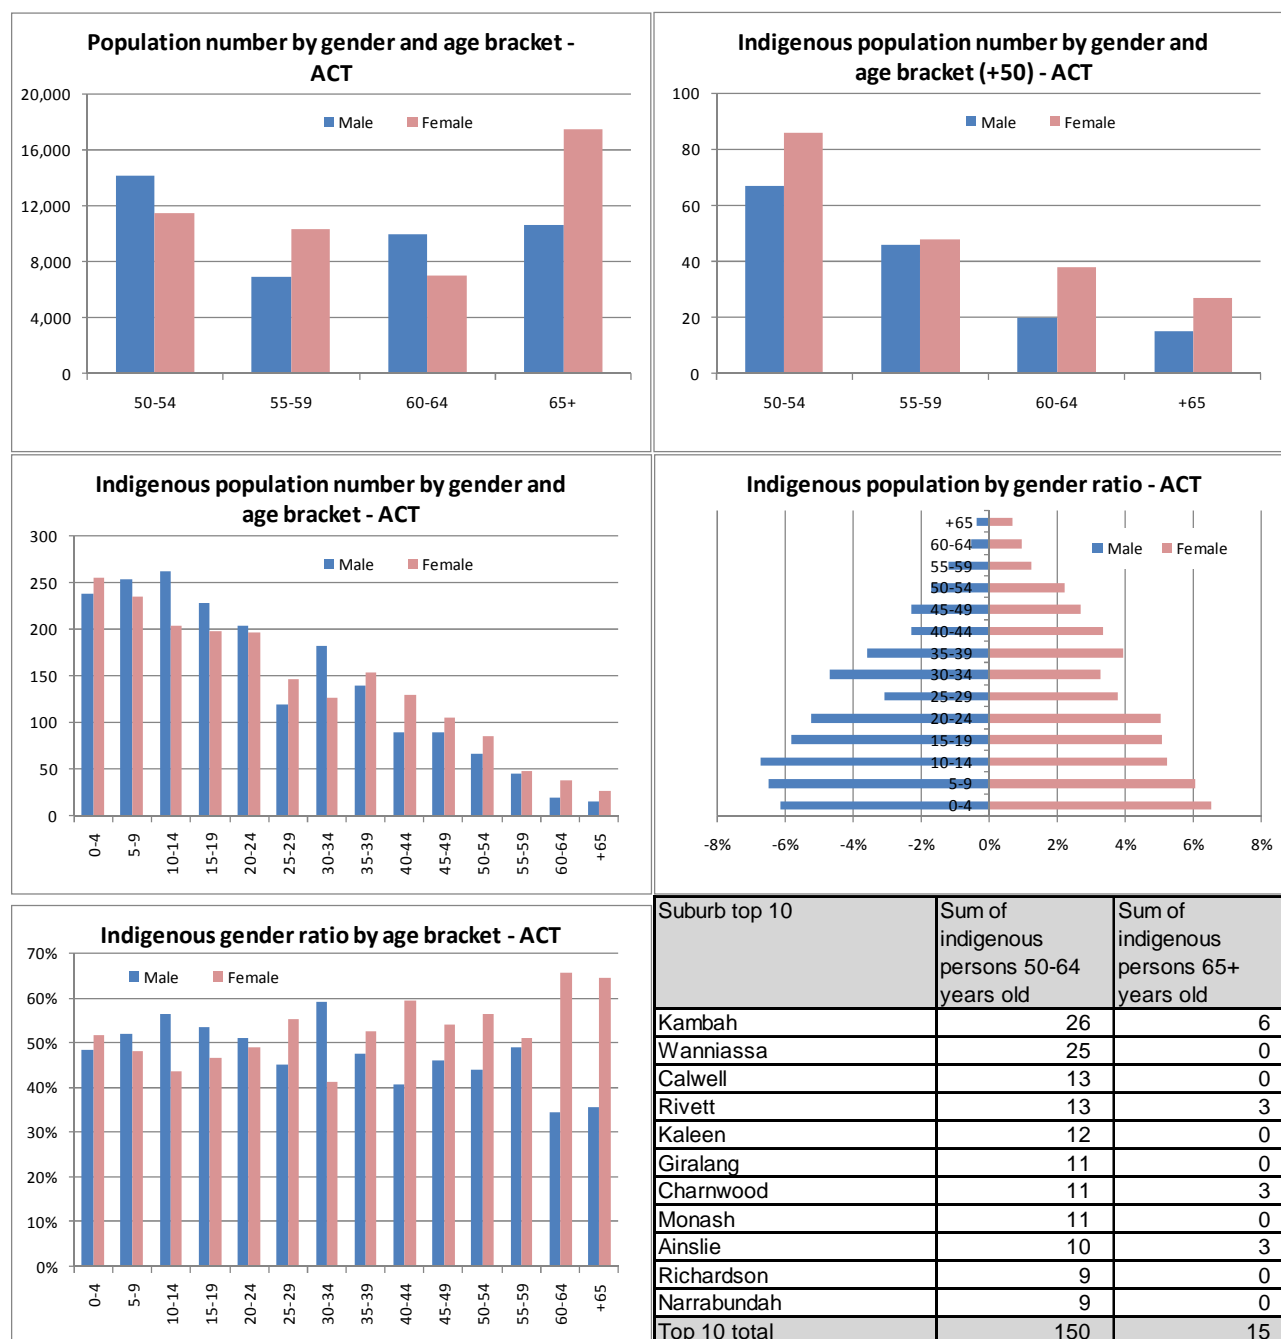 Population number by gender and age bracket -
ACT
20,000
16,000
12,000
8,000
4,000
0
Male Female
50-54 55-59 60-64 65+
Indigenous population number by gender and
age bracket (+50) - ACT
100
80
60
40
20
0
Male Female
50-54 55-59 60-64 +65
Indigenous population number by gender and
age bracket - ACT
300
250
200
150
100
50
0
Male Female
0-4 5-9 10-14 15-19 20-24 25-29 30-34 35-39 40-44 45-49 50-54 55-59 60-64 +65
Indigenous population by gender ratio - ACT
Male Female
+65
60-64
55-59
50-54
45-49
40-44
35-39
30-34
25-29
20-24
15-19
10-14
5-9
0-4
-8% -6% -4% -2% 0% 2% 4% 6% 8%
Indigenous gender ratio by age bracket - ACT
70%
60%
50%
40%
30%
20%
10%
0%
Male Female
0-4 5-9 10-14 15-19 20-24 25-29 30-34 35-39 40-44 45-49 50-54 55-59 60-64 +65
Suburb top 10 Sum of Sum of
indigenous indigenous
persons 50-64 persons 65+
years old years old
Kambah 26 6
Wanniassa 25 0
Calwell 13 0
Rivett 13 3
Kaleen 12 0
Giralang 11 0
Charnwood 11 3
Monash 11 0
Ainslie 10 3
Richardson 9 0
Narrabundah 9 0
Top 10 total 150 15